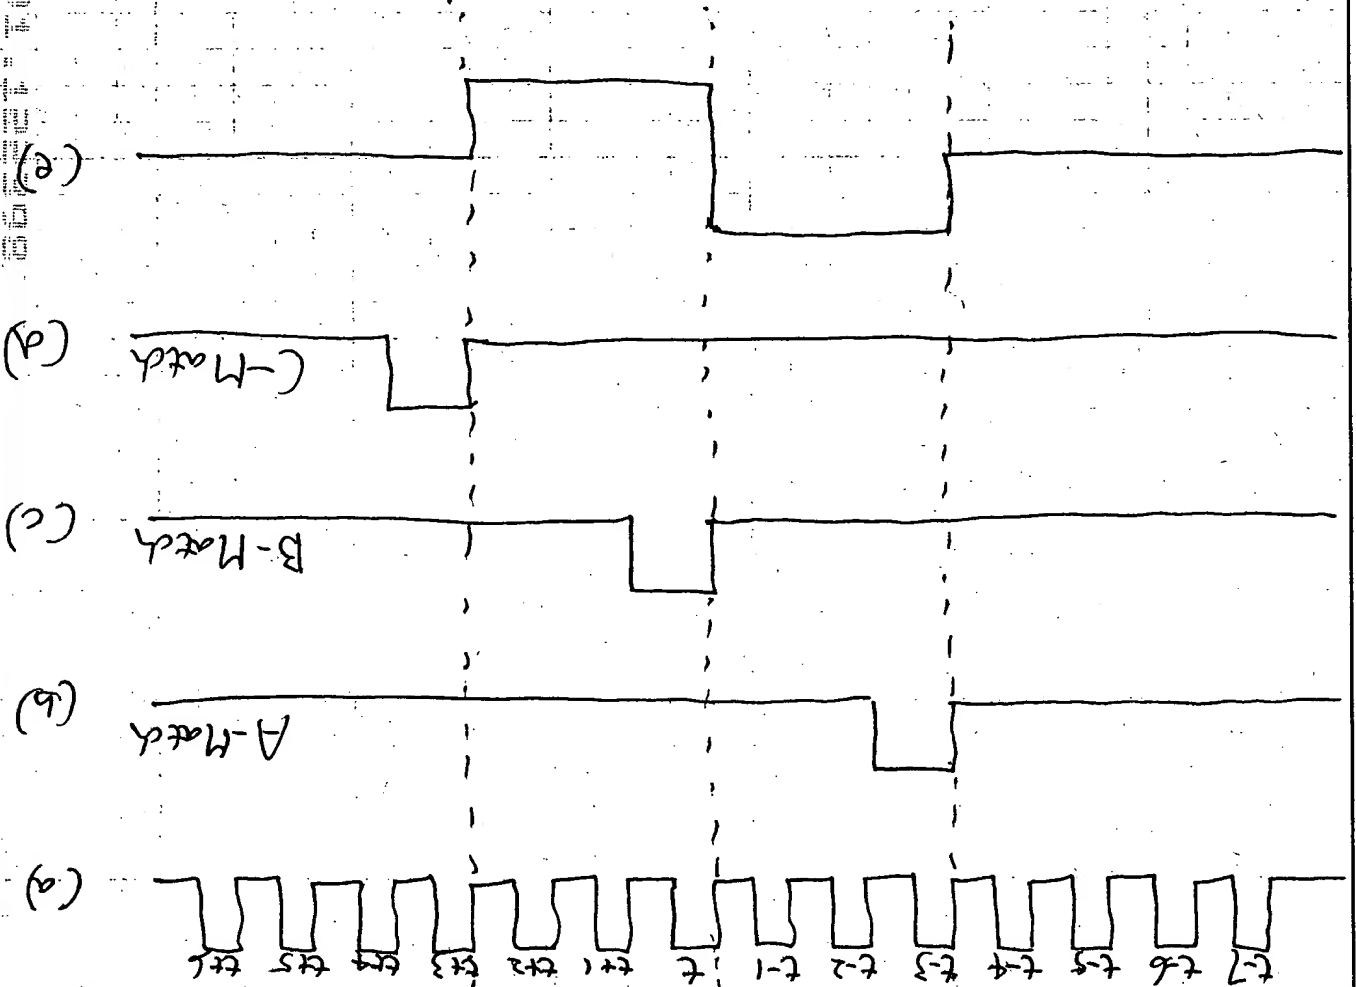 t-7 t-6 t-5 t-4 t-3 t-2 t-1 t t+1 t+2 t+3 t+4 t+5 t+6
(a)
A-Match (b)
B-Match (c)
C-Match (d)
(e)